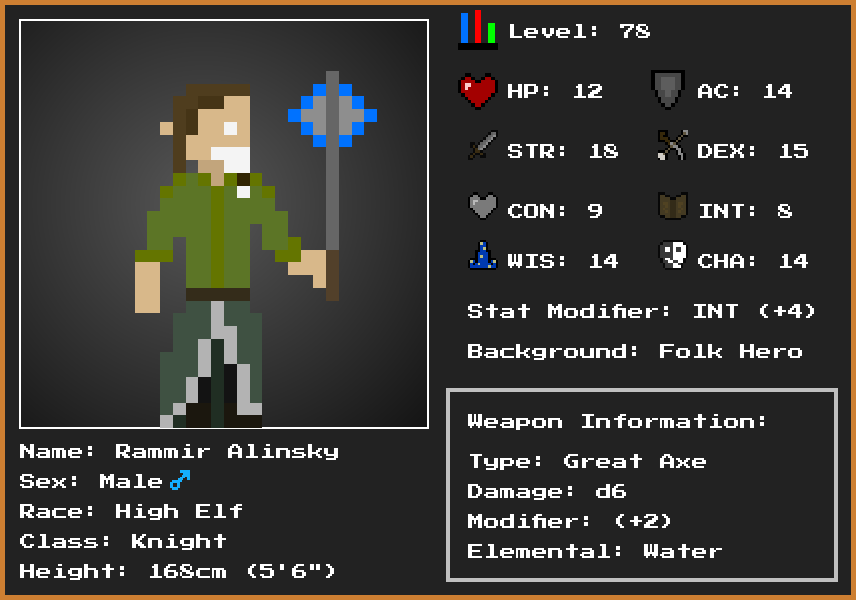 Level: 78
HP: 12
AC: 14
STR: 18
DEX: 15
CON: 9
INT: 8
WIS: 14
CHA: 14
Stat Modifier: INT (+4)
Background: Folk Hero
Weapon Information:
Type: Great Axe
Damage: d6
Modifier: (+2)
Elemental: Water
Name: Rammir Alinsky
Sex: Male♂
Race: High Elf
Class: Knight
Height: 168cm (5'6")